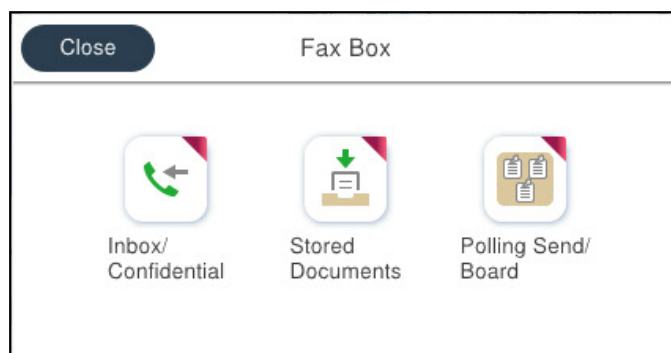 Close
Fax Box
Inbox/
Confidential
Stored
Documents
Polling Send/
Board